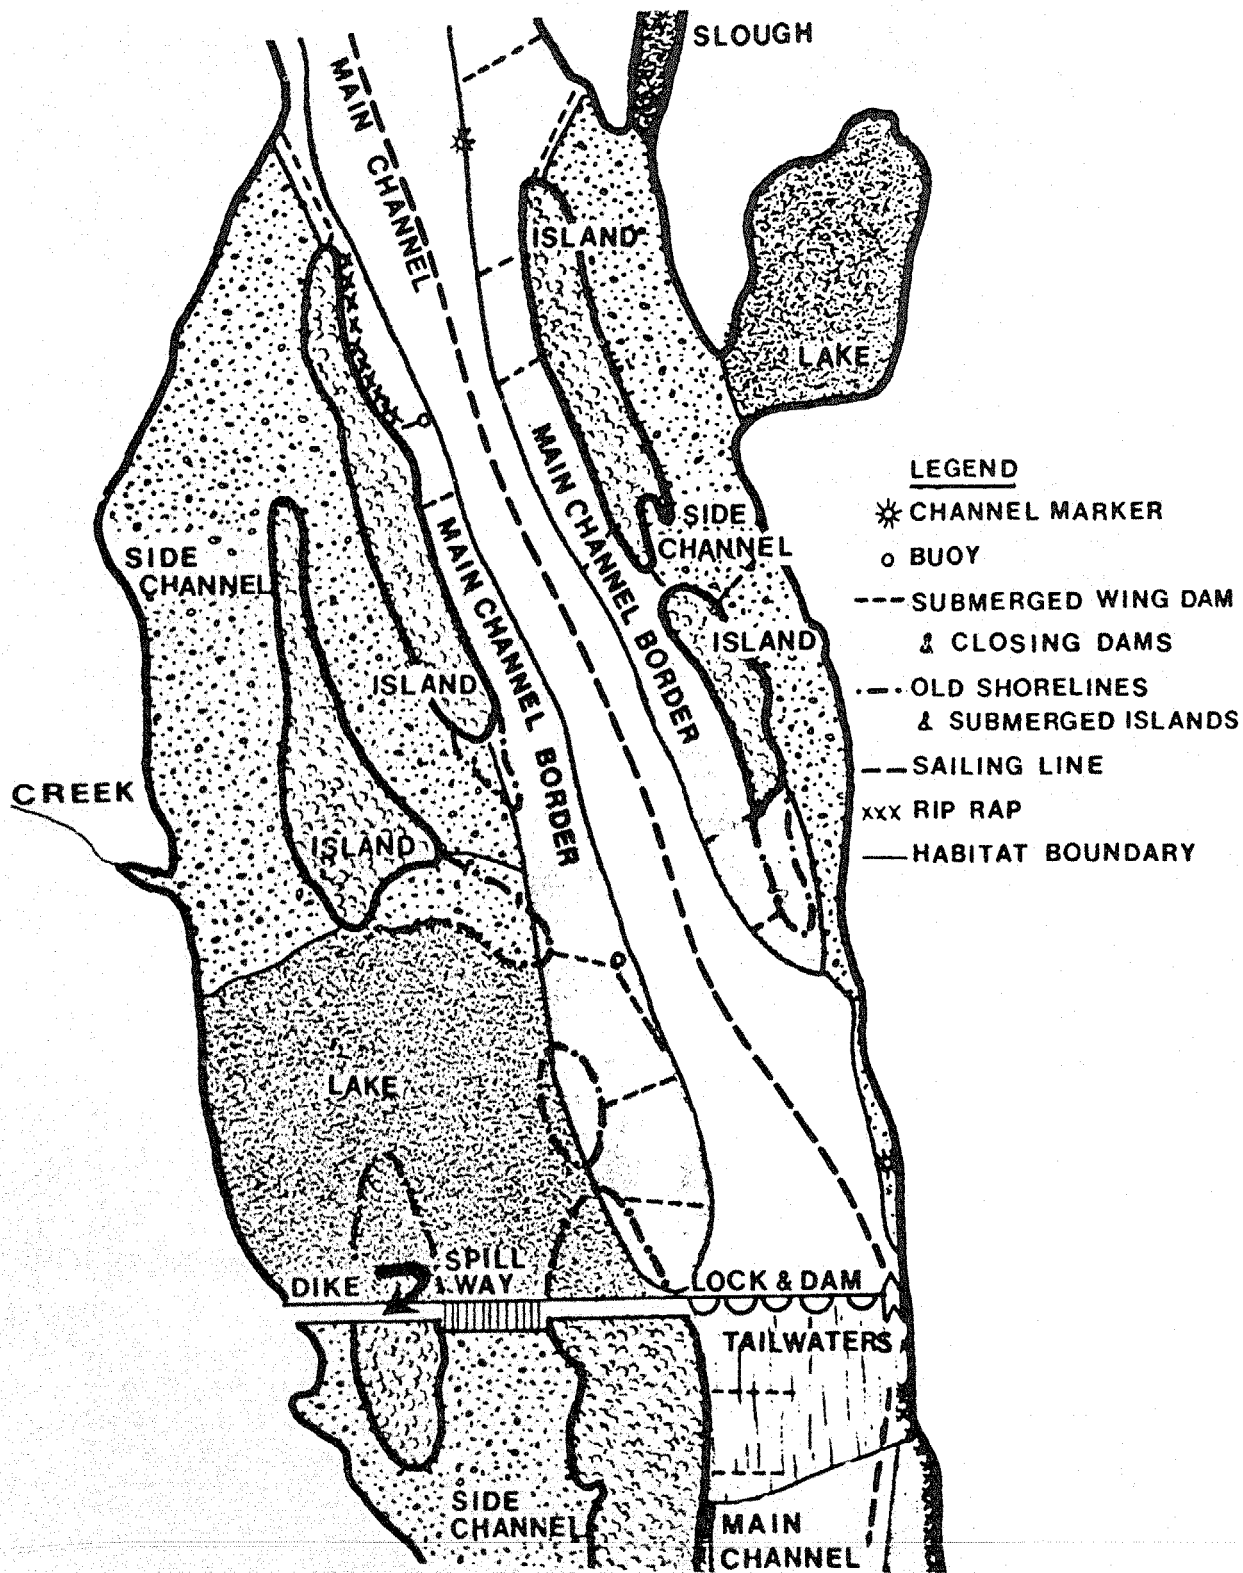 SLOUGH
MAIN CHANNEL
ISLAND
LAKE
MAIN CHANNEL BORDER
LEGEND
CHANNEL MARKER
BUOY
SUBMERGED WING DAM
& CLOSING DAMS
OLD SHORELINES
& SUBMERGED ISLANDS
SAILING LINE
xxx RIP RAP
HABITAT BOUNDARY
SIDE
CHANNEL
SIDE
CHANNEL
MAIN CHANNEL BORDER
ISLAND
ISLAND
CREEK
ISLAND
LAKE
DIKE
SPILL
WAY
LOCK & DAM
TAILWATERS
SIDE
CHANNEL
MAIN
CHANNEL